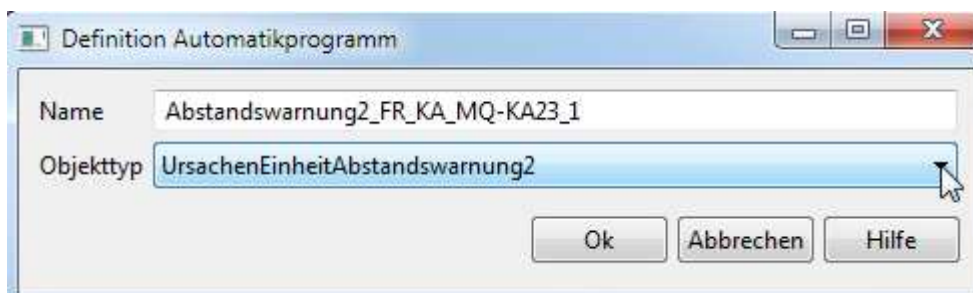 Definition Automatikprogramm
Name Abstandswarnung2_FR_KA_MQ-KA23_1
Objekttyp UrsachenEinheitAbstandswarnung2
Ok Abbrechen Hilfe